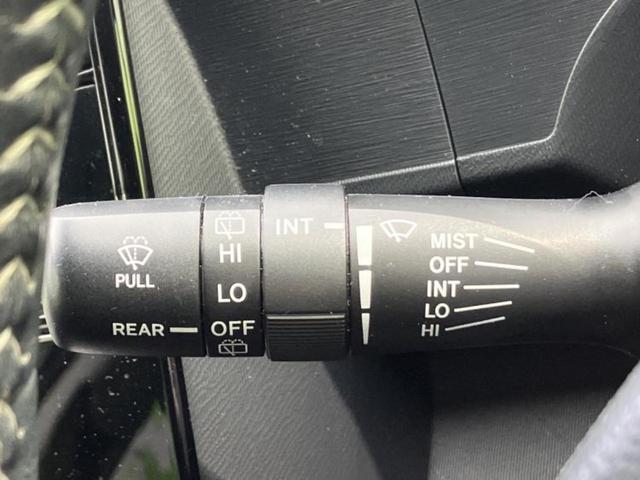 PULL
REAR
HI
LO
OFF
INT
MIST
OFF
INT
LO
HI